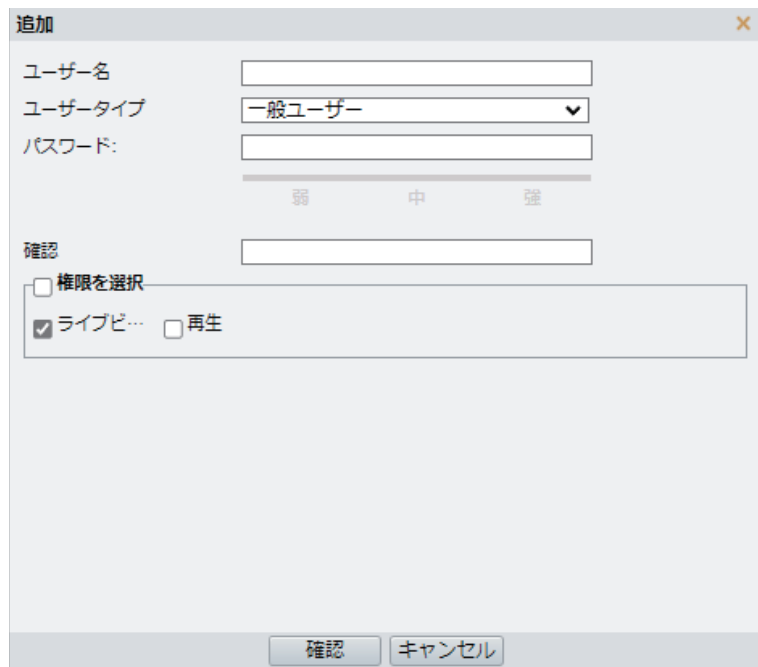 追加 ×
ユーザー名
ユーザータイプ 一般ユーザー
パスワード:
弱 中 強
確認
権限を選択
ライブビ… 再生
確認 キャンセル